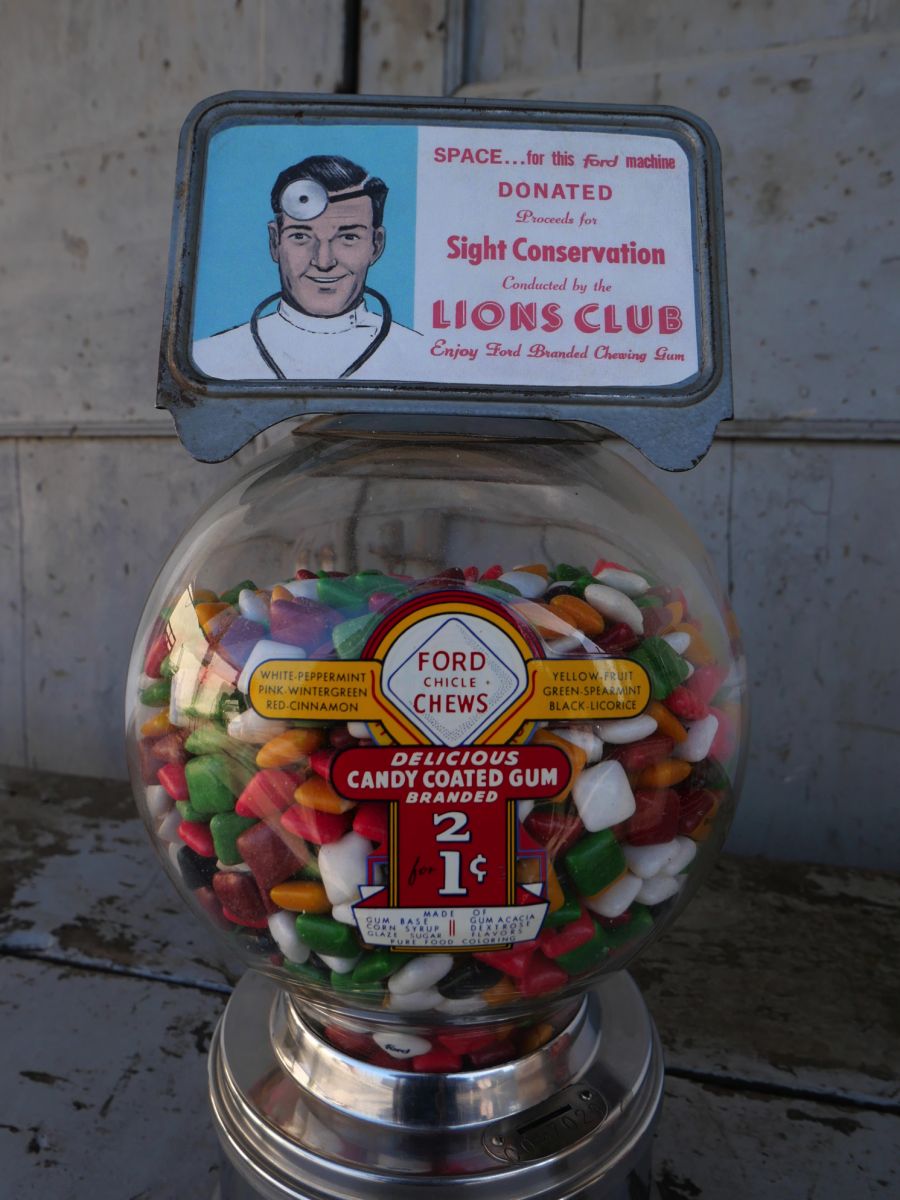 SPACE...for this ford machine
DONATED
Proceeds for
Sight Conservation
Conducted by the
LIONS CLUB
Enjoy Ford Branded Chewing Gum
FORD
CHICLE
CHEWS
WHITE-PEPPERMINT
PINK-WINTERGREEN
RED-CINNAMON
YELLOW-FRUIT
GREEN-SPEARMINT
BLACK-LICORICE
DELICIOUS
CANDY COATED GUM
BRANDED
2
for 1¢
MADE OF
GUM BASE GUM ACACIA
CORN SYRUP DEXTROSE
GLAZE SUGAR FLAVORS
PURE FOOD COLORING
ford